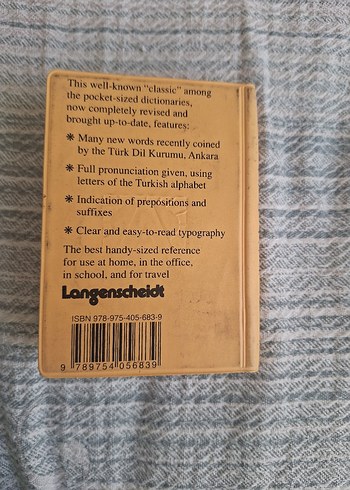 This well-known "classic" among
the pocket-sized dictionaries,
now completely revised and
brought up-to-date, features:
* Many new words recently coined
by the Türk Dil Kurumu, Ankara
* Full pronunciation given, using
letters of the Turkish alphabet
* Indication of prepositions and
suffixes
* Clear and easy-to-read typography
The best handy-sized reference
for use at home, in the office,
in school, and for travel
Langenscheidt
ISBN 978-975-405-683-9
9 789754 056839